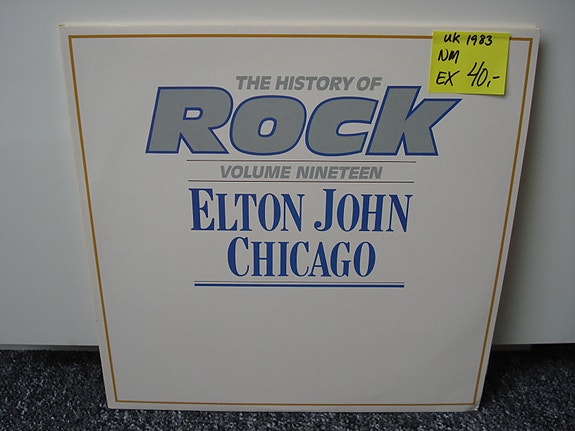 UK 1983
NM
EX 40,-
THE HISTORY OF
ROCK
VOLUME NINETEEN
ELTON JOHN
CHICAGO